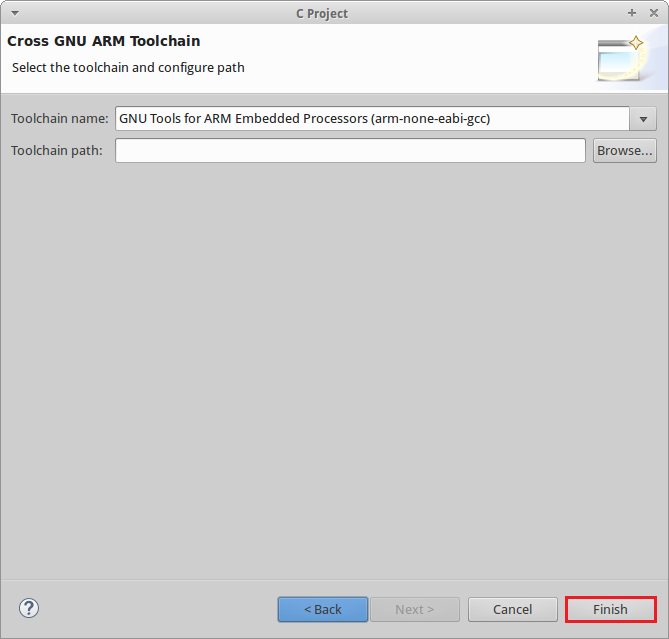 C Project
Cross GNU ARM Toolchain
Select the toolchain and configure path
Toolchain name: GNU Tools for ARM Embedded Processors (arm-none-eabi-gcc)
Toolchain path: Browse...
? < Back Next > Cancel Finish